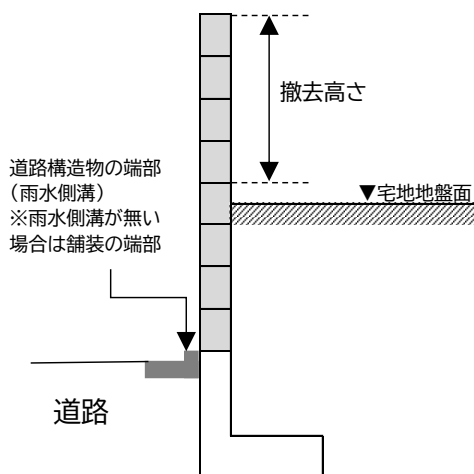 撤去高さ
道路構造物の端部
（雨水側溝）
※雨水側溝が無い
場合は舗装の端部
▼宅地地盤面
道路